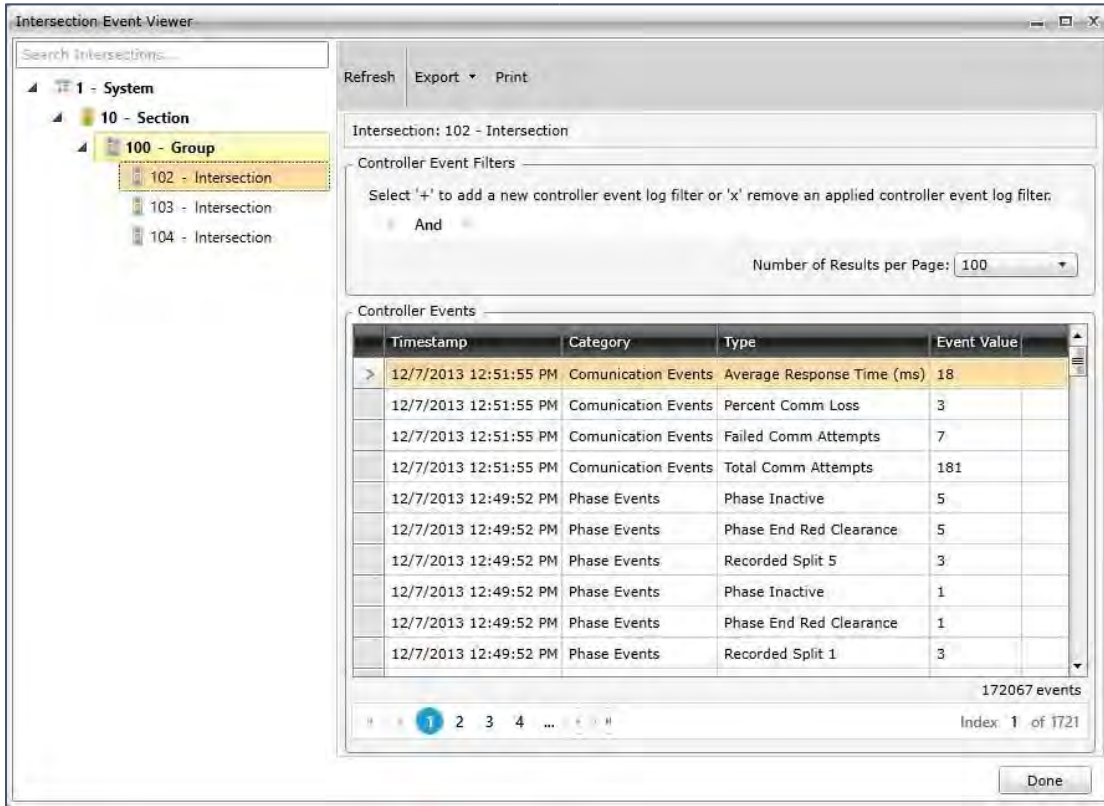 Intersection Event Viewer
Search Intersections...
1 - System
10 - Section
100 - Group
102 - Intersection
103 - Intersection
104 - Intersection
Refresh Export Print
Intersection: 102 - Intersection
Controller Event Filters
Select '+' to add a new controller event log filter or 'x' remove an applied controller event log filter.
And
Number of Results per Page: 100
Controller Events
Timestamp Category Type Event Value
> 12/7/2013 12:51:55 PM Comunication Events Average Response Time (ms) 18
12/7/2013 12:51:55 PM Comunication Events Percent Comm Loss 3
12/7/2013 12:51:55 PM Comunication Events Failed Comm Attempts 7
12/7/2013 12:51:55 PM Comunication Events Total Comm Attempts 181
12/7/2013 12:49:52 PM Phase Events Phase Inactive 5
12/7/2013 12:49:52 PM Phase Events Phase End Red Clearance 5
12/7/2013 12:49:52 PM Phase Events Recorded Split 5 3
12/7/2013 12:49:52 PM Phase Events Phase Inactive 1
12/7/2013 12:49:52 PM Phase Events Phase End Red Clearance 1
12/7/2013 12:49:52 PM Phase Events Recorded Split 1 3
172067 events
1 2 3 4 ... Index 1 of 1721
Done